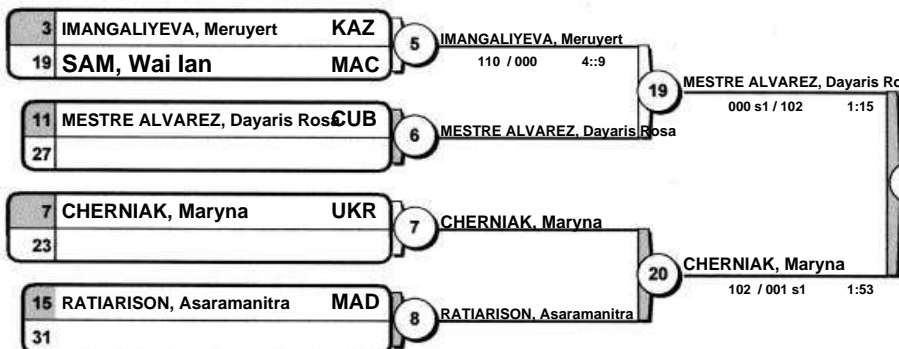 3 IMANGALIYEVA, Meruyert KAZ
19 SAM, Wai Ian MAC
5
IMANGALIYEVA, Meruyert
110 / 000 4::9
11 MESTRE ALVAREZ, Dayaris Rosa CUB
27
6
MESTRE ALVAREZ, Dayaris Rosa
19
MESTRE ALVAREZ, Dayaris Ro
000 s1 / 102 1:15
7 CHERNIAK, Maryna UKR
23
7
CHERNIAK, Maryna
15 RATIARISON, Asaramanitra MAD
31
8
RATIARISON, Asaramanitra
20
CHERNIAK, Maryna
102 / 001 s1 1:53